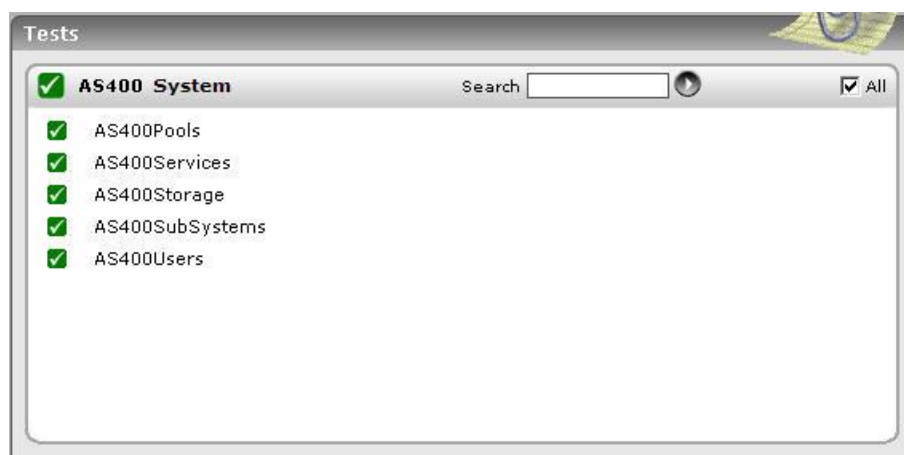 Tests
AS400 System Search All
AS400Pools
AS400Services
AS400Storage
AS400SubSystems
AS400Users